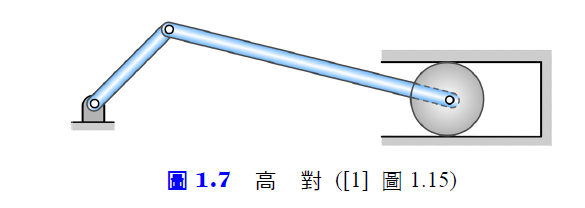 圖 1.7 高 對 ([1] 圖 1.15)